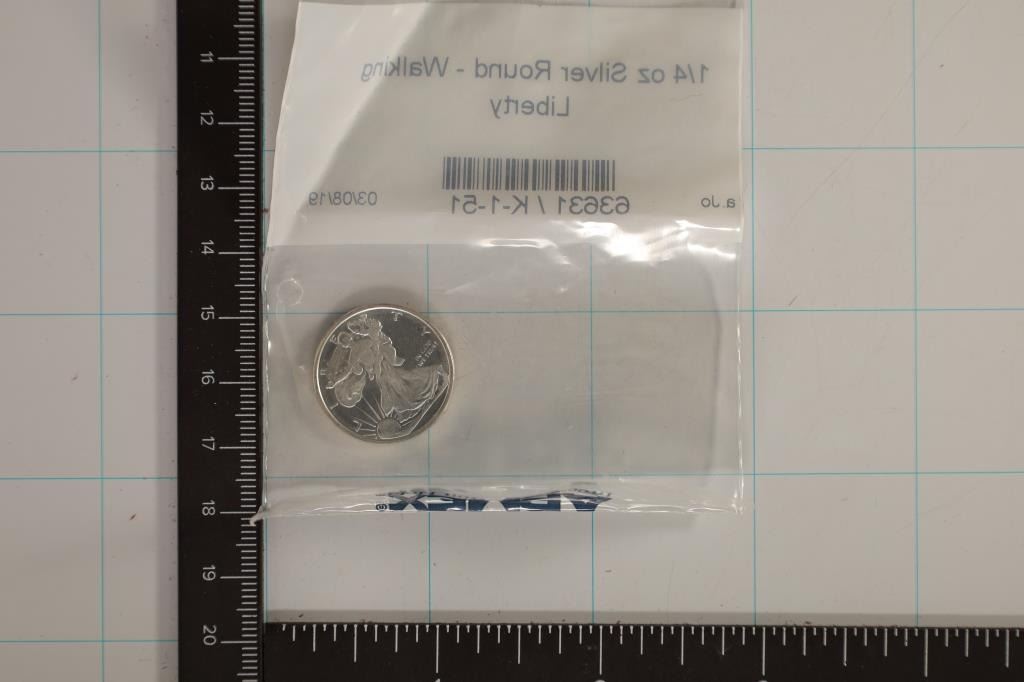 1/4 oz Silver Round - Walking
Liberty
a.Jo 63631 / K-1-51 03/08/19
LIBERTY
11
12
13
14
15
16
17
18
19
20